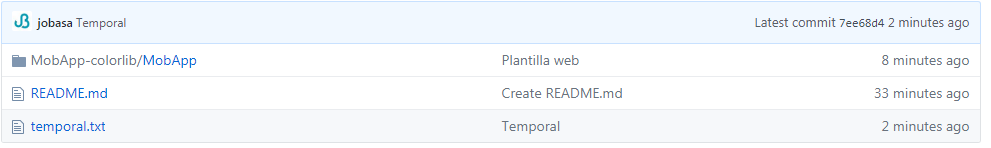 jobasa Temporal Latest commit 7ee68d4 2 minutes ago
MobApp-colorlib/MobApp Plantilla web 8 minutes ago
README.md Create README.md 33 minutes ago
temporal.txt Temporal 2 minutes ago